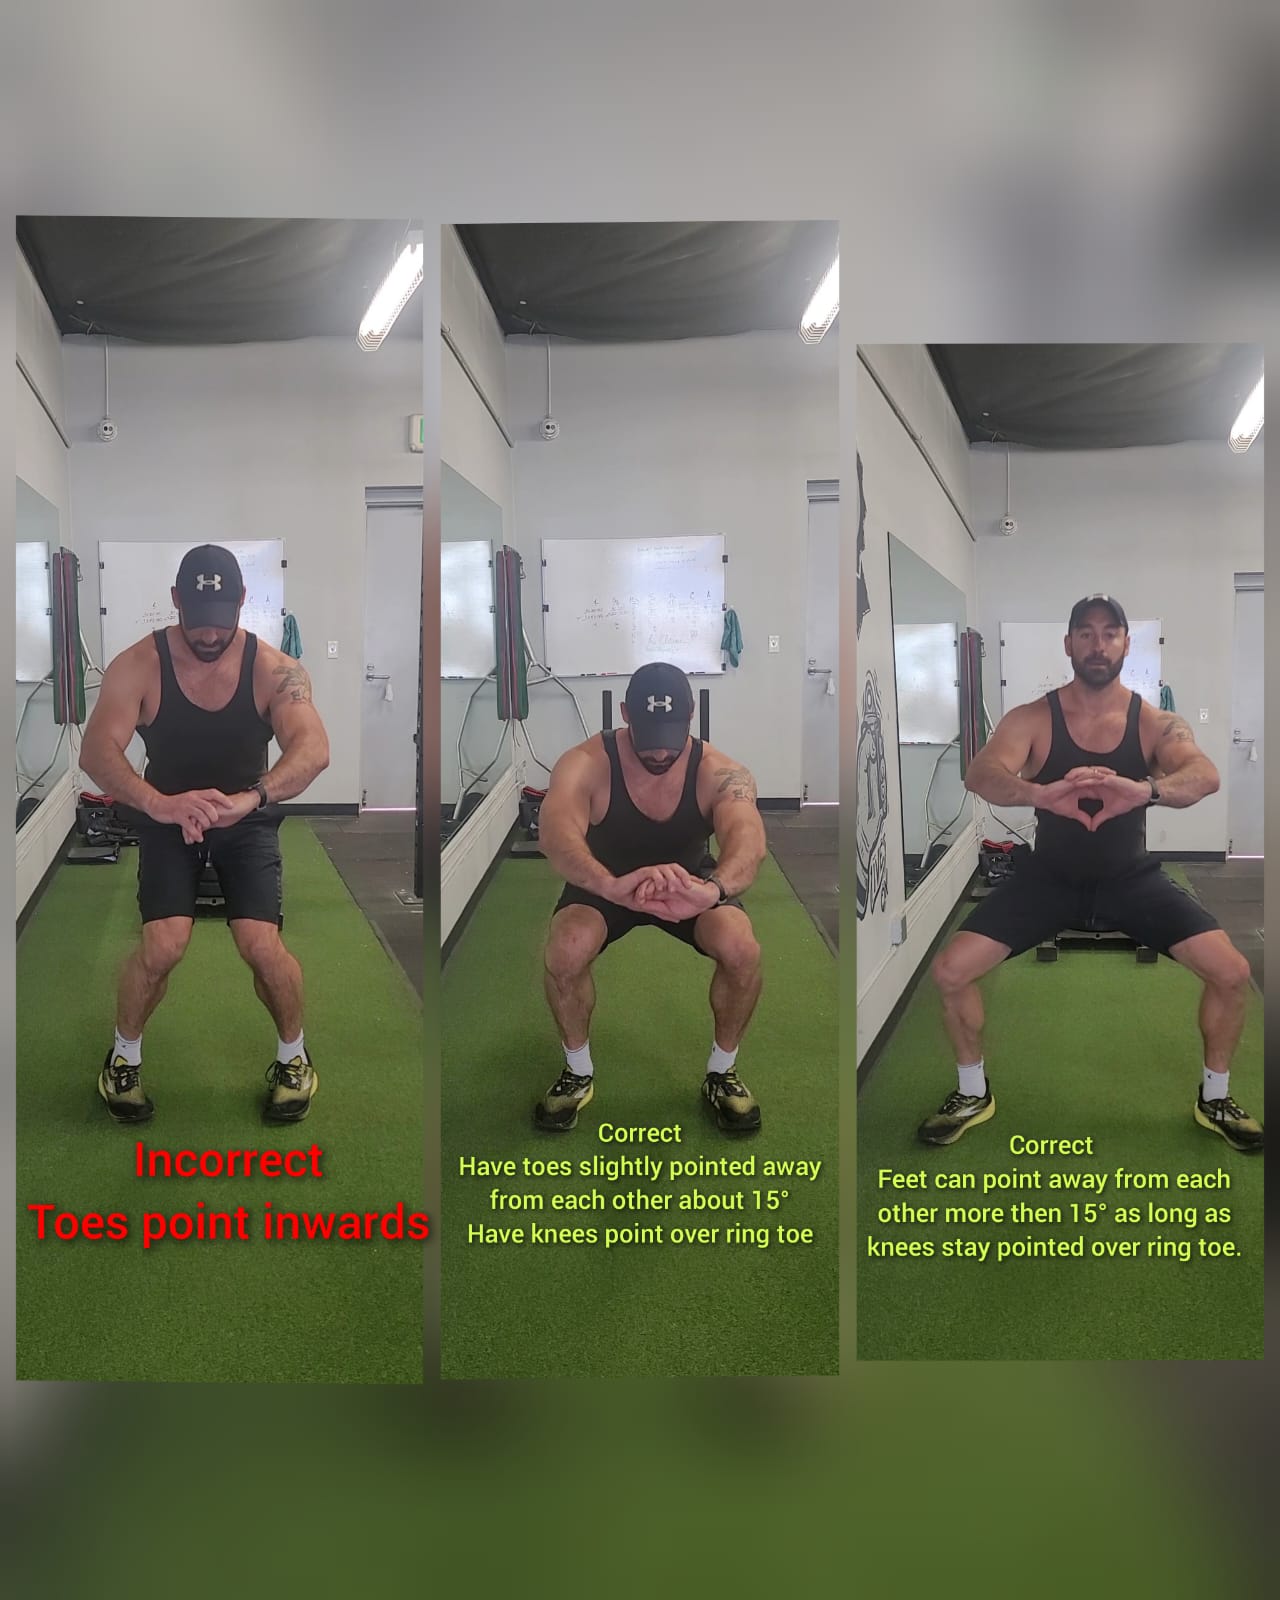 Incorrect
Toes point inwards
Correct
Have toes slightly pointed away
from each other about 15°
Have knees point over ring toe
Correct
Feet can point away from each
other more then 15° as long as
knees stay pointed over ring toe.